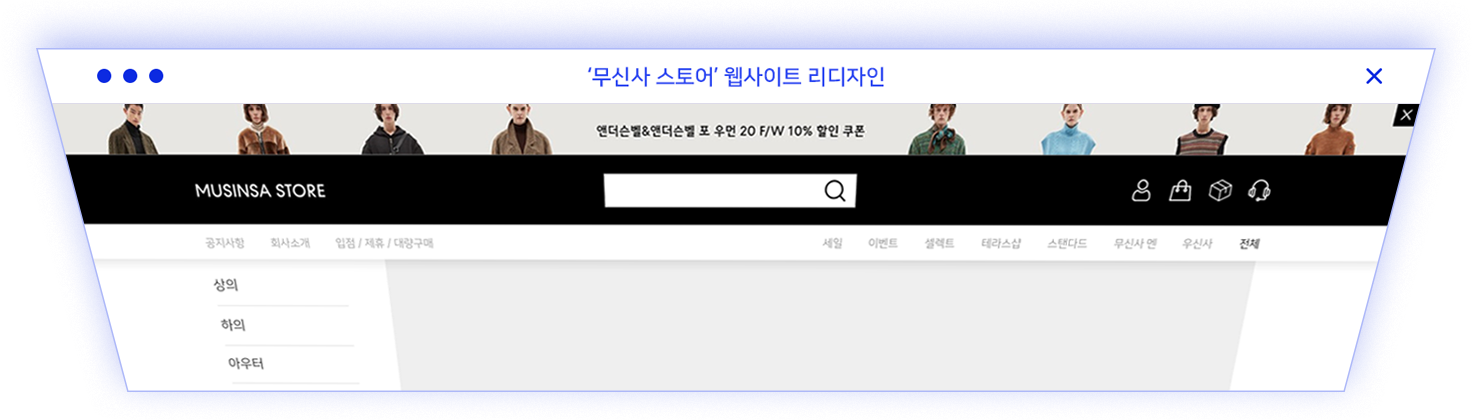 ‘무신사 스토어’ 웹사이트 리디자인
앤더슨벨&앤더슨벨 포 우먼 20 F/W 10% 할인 쿠폰
MUSINSA STORE
공지사항 회사소개 입점 / 제휴 / 대량구매 세일 이벤트 셀렉트 테라스샵 스탠다드 무신사 멘 우신사 전체
상의
하의
아우터